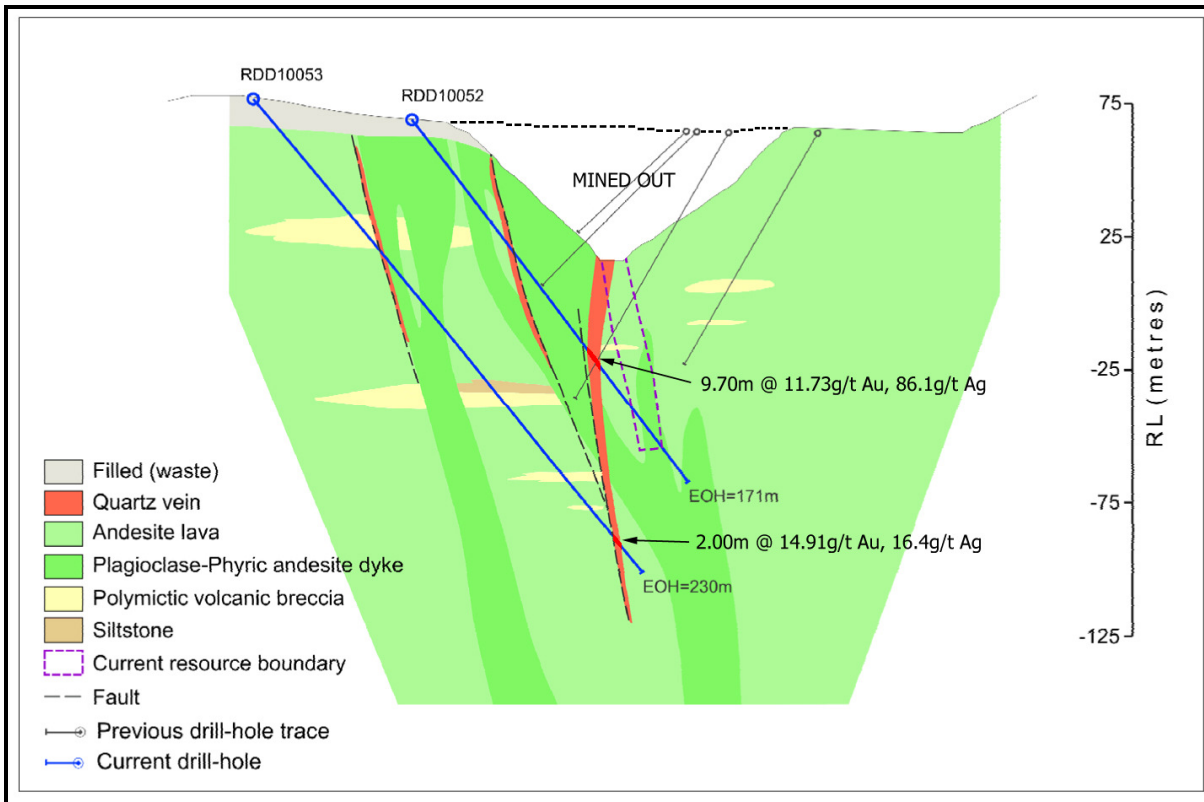 RDD10053
RDD10052
75
MINED OUT
25
-25
9.70m @ 11.73g/t Au, 86.1g/t Ag
RL (metres)
EOH=171m
-75
2.00m @ 14.91g/t Au, 16.4g/t Ag
EOH=230m
-125
Filled (waste)
Quartz vein
Andesite lava
Plagioclase-Phyric andesite dyke
Polymictic volcanic breccia
Siltstone
Current resource boundary
Fault
Previous drill-hole trace
Current drill-hole